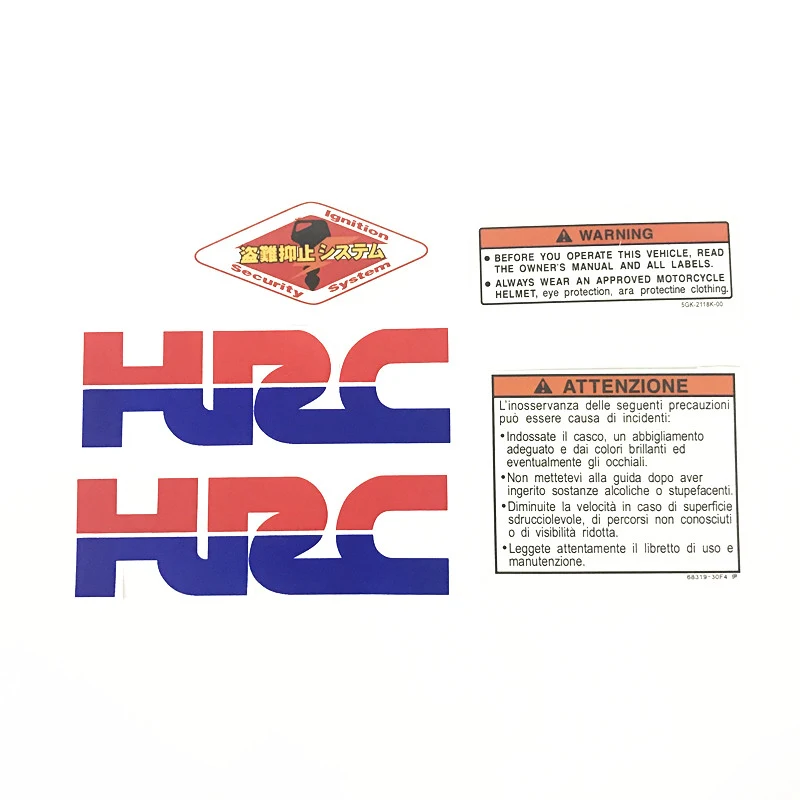 Ignition
盗難抑止システム
Security System
HRC
HRC
WARNING
• BEFORE YOU OPERATE THIS VEHICLE, READ
THE OWNER'S MANUAL AND ALL LABELS.
• ALWAYS WEAR AN APPROVED MOTORCYCLE
HELMET, eye protection, ara protectine clothing.
5GK-2118K-00
ATTENZIONE
L'inosservanza delle seguenti precauzioni
può essere causa di incidenti:
• Indossate il casco, un abbigliamento
adeguato e dai colori brillanti ed
eventualmente gli occhiali.
• Non mettetevi alla guida dopo aver
ingerito sostanze alcoliche o stupefacenti.
• Diminuite la velocità in caso di superficie
sdrucciolevole, di percorsi non conosciuti
o di visibilità ridotta.
• Leggete attentamente il libretto di uso e
manutenzione.
68319-30F4 IP